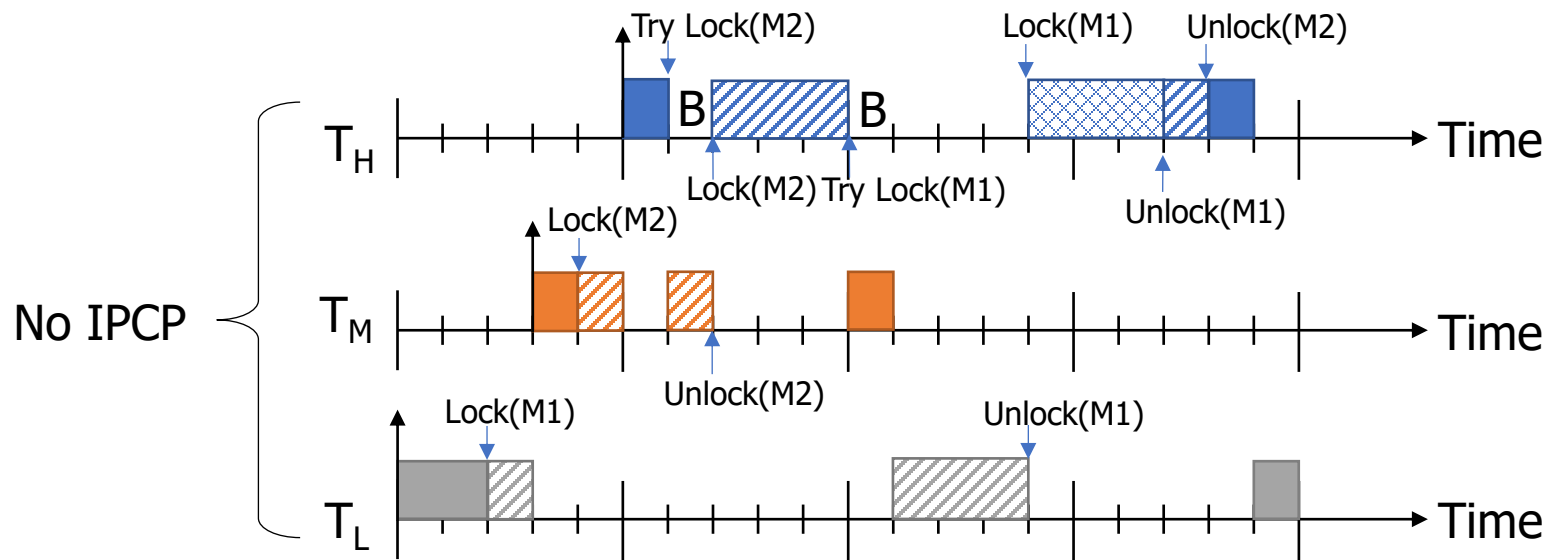 Try Lock(M2)
Lock(M1)
Unlock(M2)
B
B
T_H
Time
Lock(M2)
Try Lock(M1)
Unlock(M1)
Lock(M2)
No IPCP
T_M
Time
Unlock(M2)
Lock(M1)
Unlock(M1)
T_L
Time